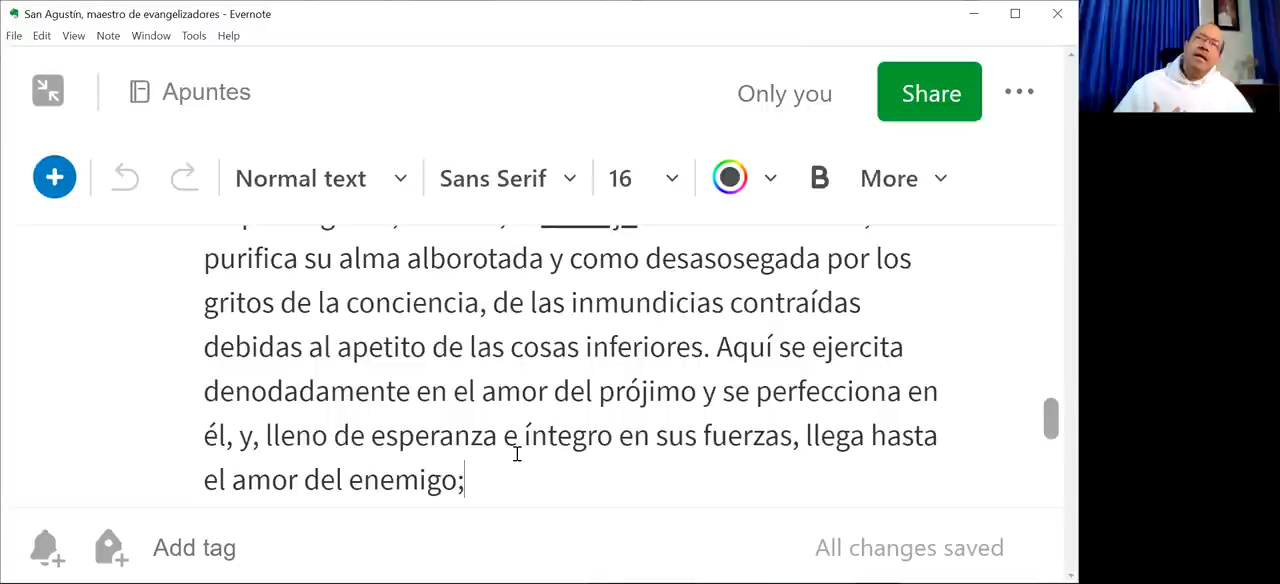 San Agustín, maestro de evangelizadores - Evernote
File Edit View Note Window Tools Help
Apuntes Only you Share
Normal text Sans Serif 16 B More
purifica su alma alborotada y como desasosegada por los
gritos de la conciencia, de las inmundicias contraídas
debidas al apetito de las cosas inferiores. Aquí se ejercita
denodadamente en el amor del prójimo y se perfecciona en
él, y, lleno de esperanza e íntegro en sus fuerzas, llega hasta
el amor del enemigo;
Add tag All changes saved